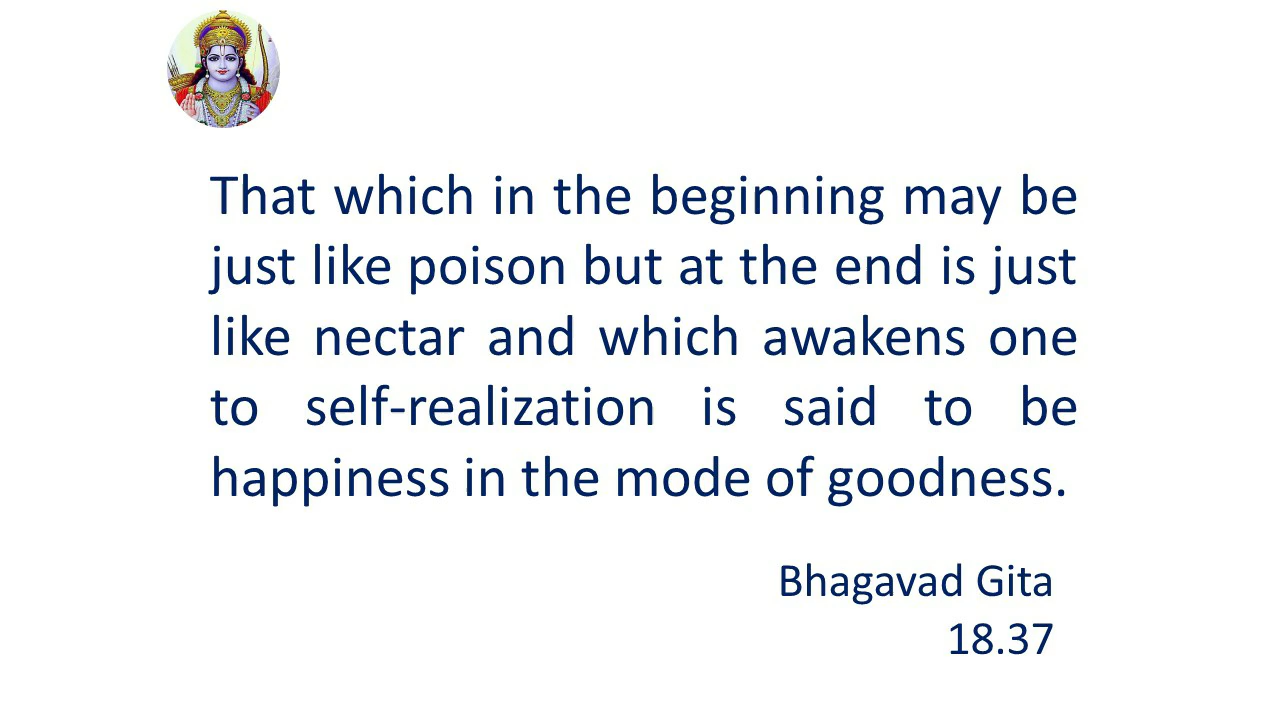 That which in the beginning may be
just like poison but at the end is just
like nectar and which awakens one
to self-realization is said to be
happiness in the mode of goodness.
Bhagavad Gita
18.37